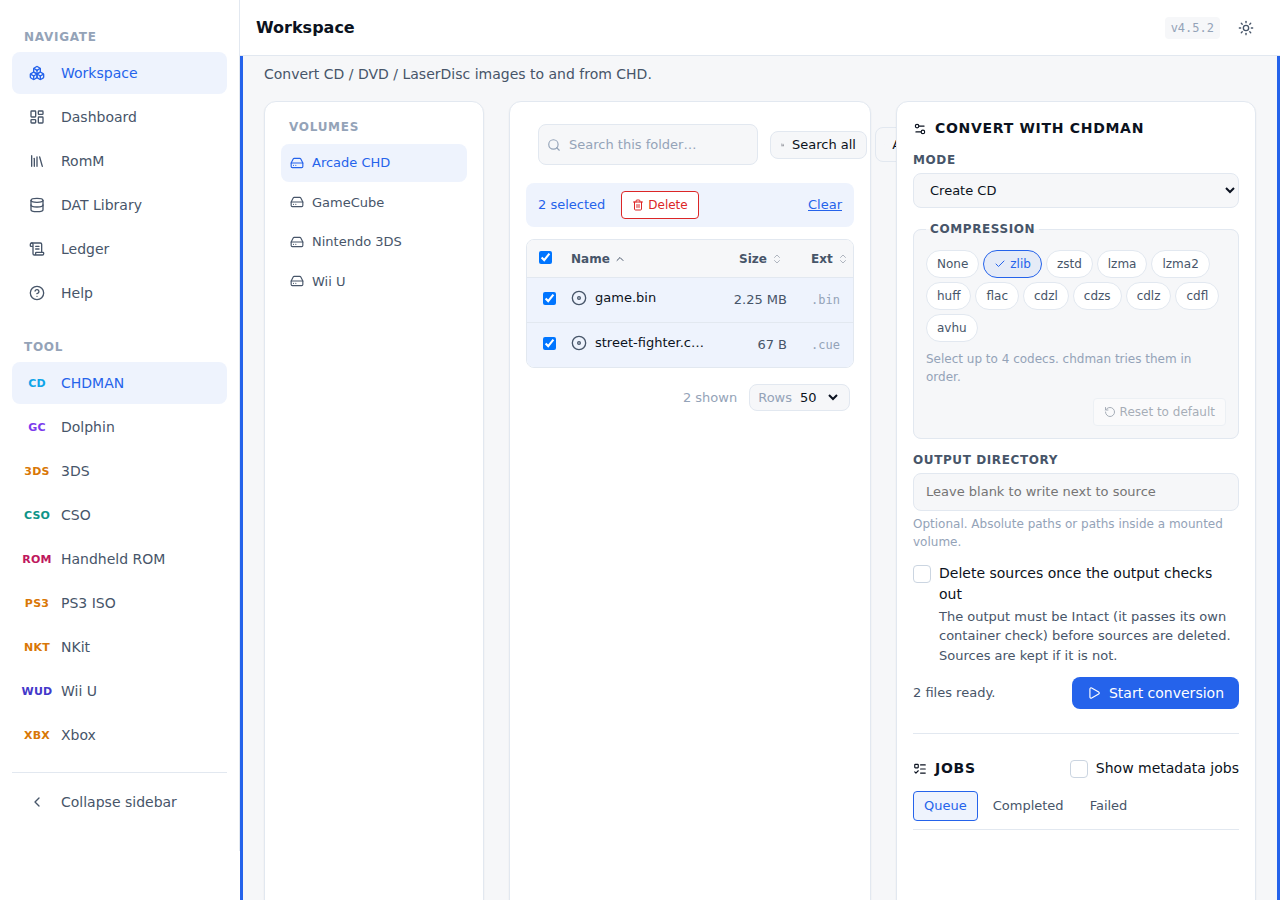 NAVIGATE
Workspace
Dashboard
RomM
DAT Library
Ledger
Help
TOOL
CD CHDMAN
GC Dolphin
3DS 3DS
CSO CSO
ROM Handheld ROM
PS3 PS3 ISO
NKT NKit
WUD Wii U
XBX Xbox
Collapse sidebar
Workspace
v4.5.2
Convert CD / DVD / LaserDisc images to and from CHD.
VOLUMES
Arcade CHD
GameCube
Nintendo 3DS
Wii U
Search this folder…
Search all
2 selected
Delete
Clear
Name Size Ext
game.bin 2.25 MB .bin
street-fighter.c… 67 B .cue
2 shown Rows 50
CONVERT WITH CHDMAN
MODE
Create CD
COMPRESSION
None zlib zstd lzma lzma2
huff flac cdzl cdzs cdlz cdfl
avhu
Select up to 4 codecs. chdman tries them in
order.
Reset to default
OUTPUT DIRECTORY
Leave blank to write next to source
Optional. Absolute paths or paths inside a mounted
volume.
Delete sources once the output checks
out
The output must be Intact (it passes its own
container check) before sources are deleted.
Sources are kept if it is not.
2 files ready.
Start conversion
JOBS
Show metadata jobs
Queue Completed Failed